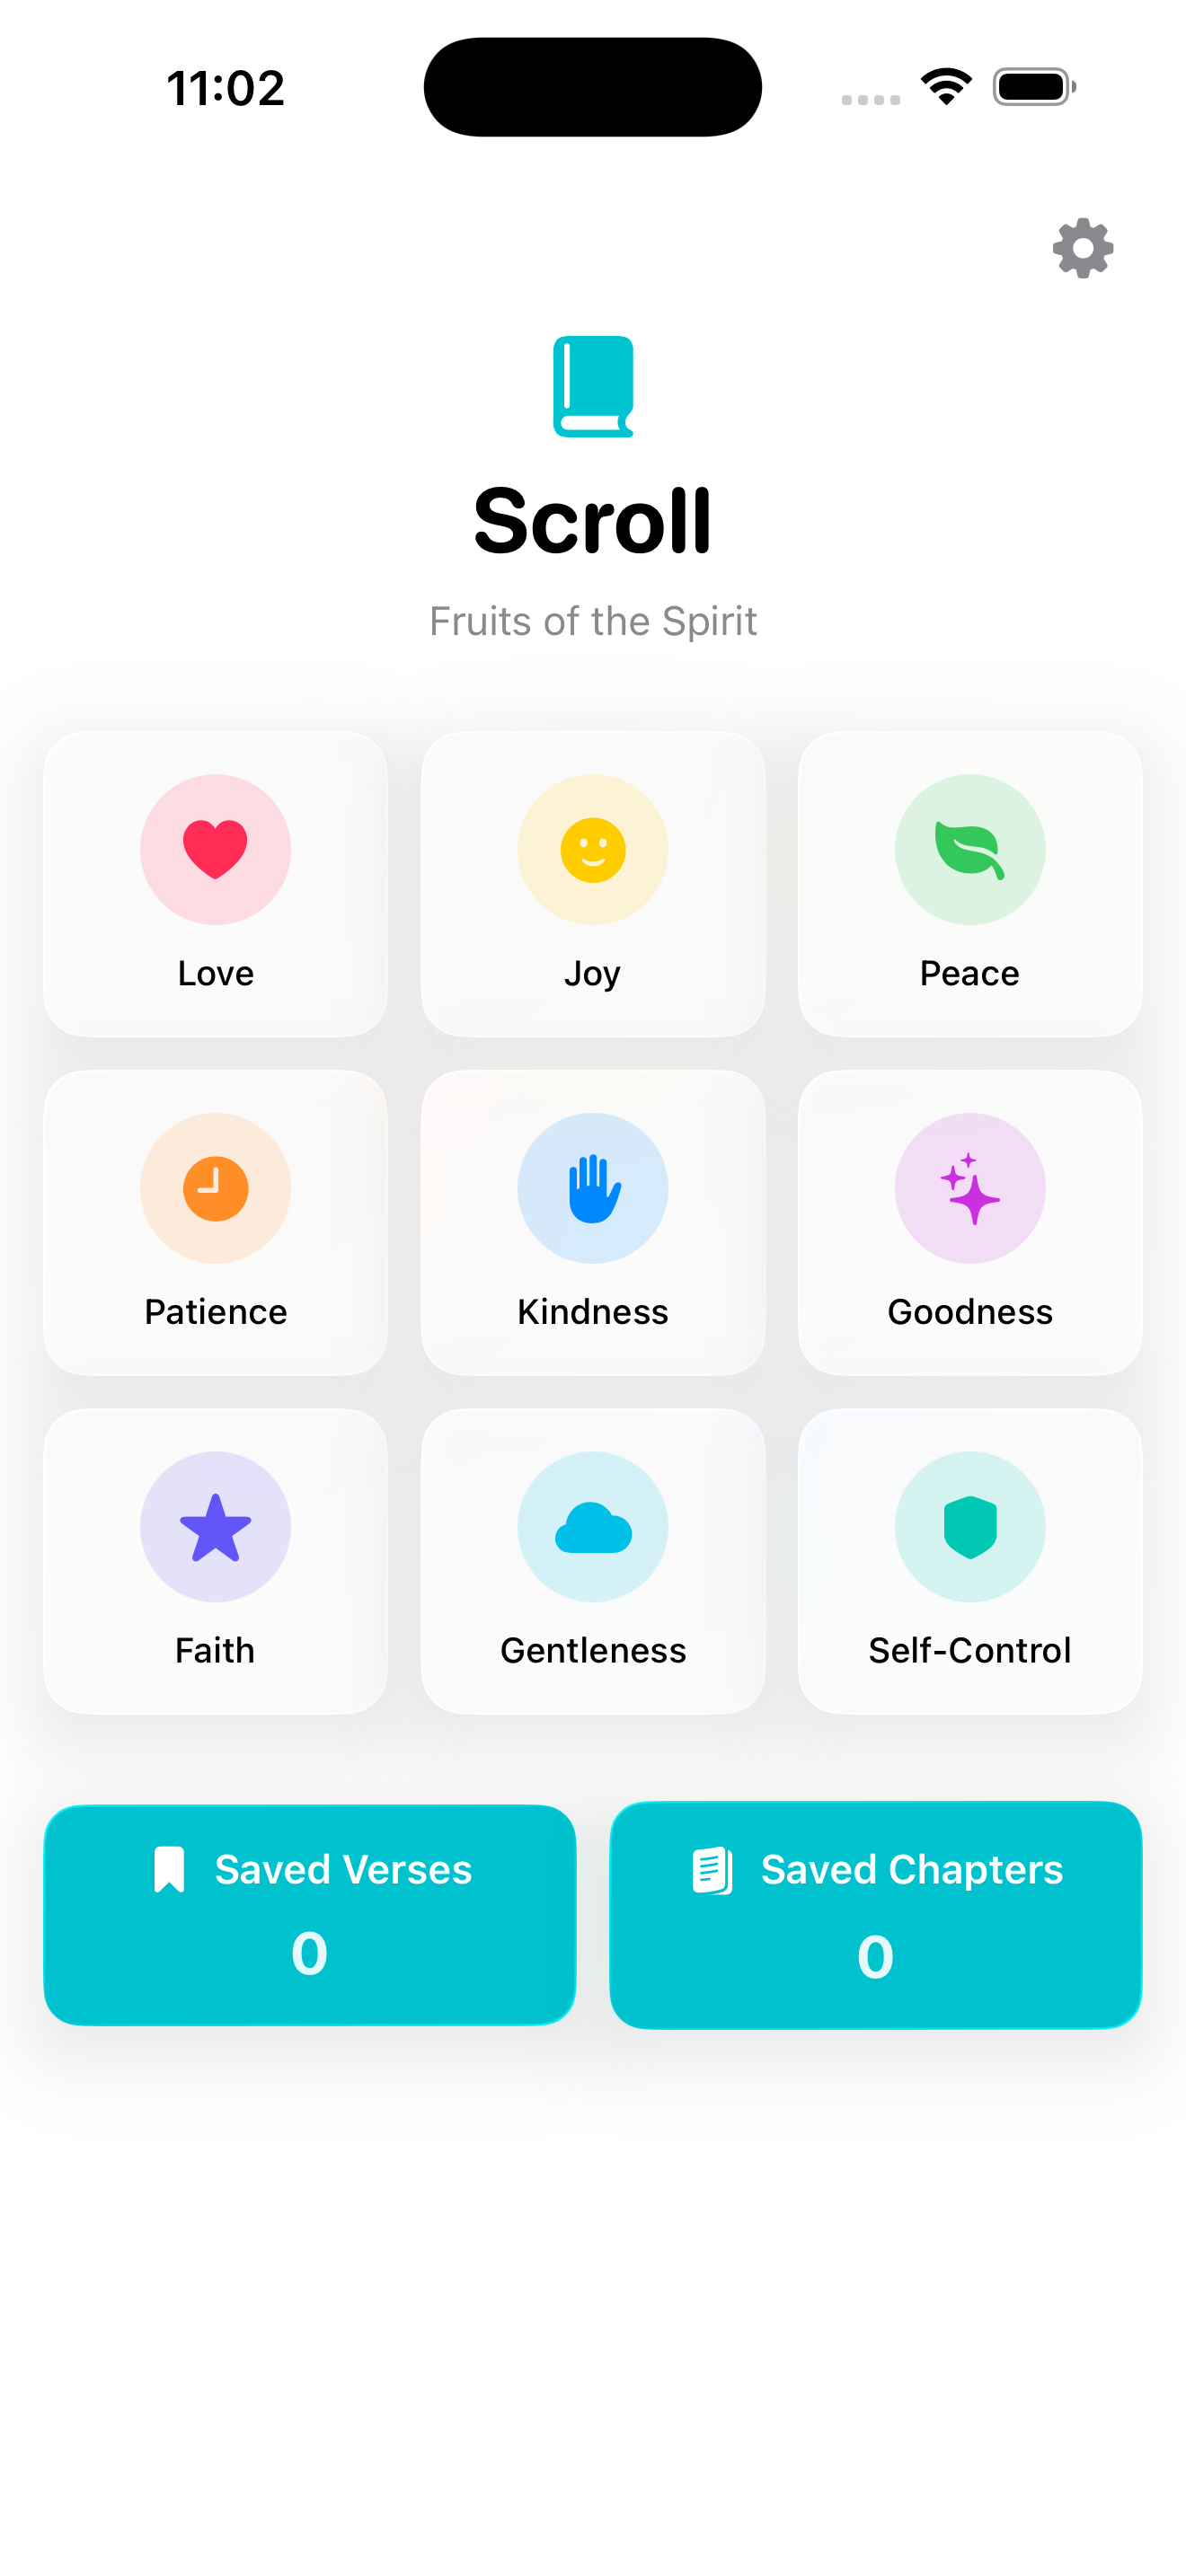 11:02
Scroll
Fruits of the Spirit
Love
Joy
Peace
Patience
Kindness
Goodness
Faith
Gentleness
Self-Control
Saved Verses
0
Saved Chapters
0